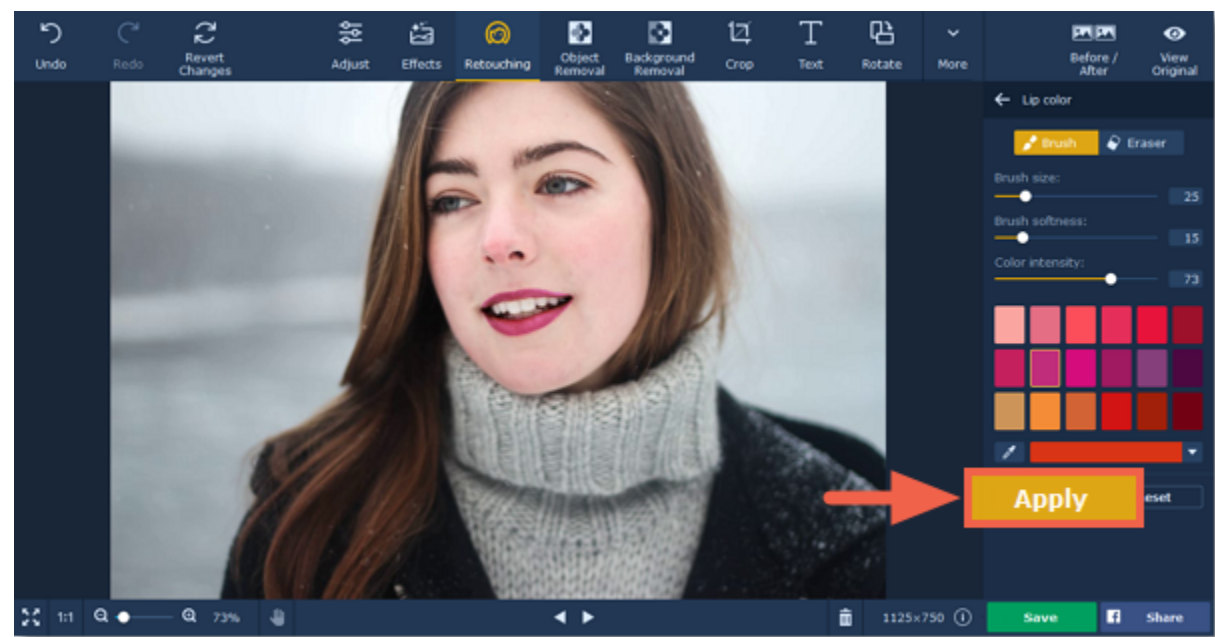 Undo
Redo
Revert
Changes
Adjust
Effects
Retouching
Object
Removal
Background
Removal
Crop
Text
Rotate
More
Before /
After
View
Original
Lip color
Brush
Eraser
Brush size:
25
Brush softness:
15
Color intensity:
73
Apply
eset
1:1
73%
1125×750
Save
Share